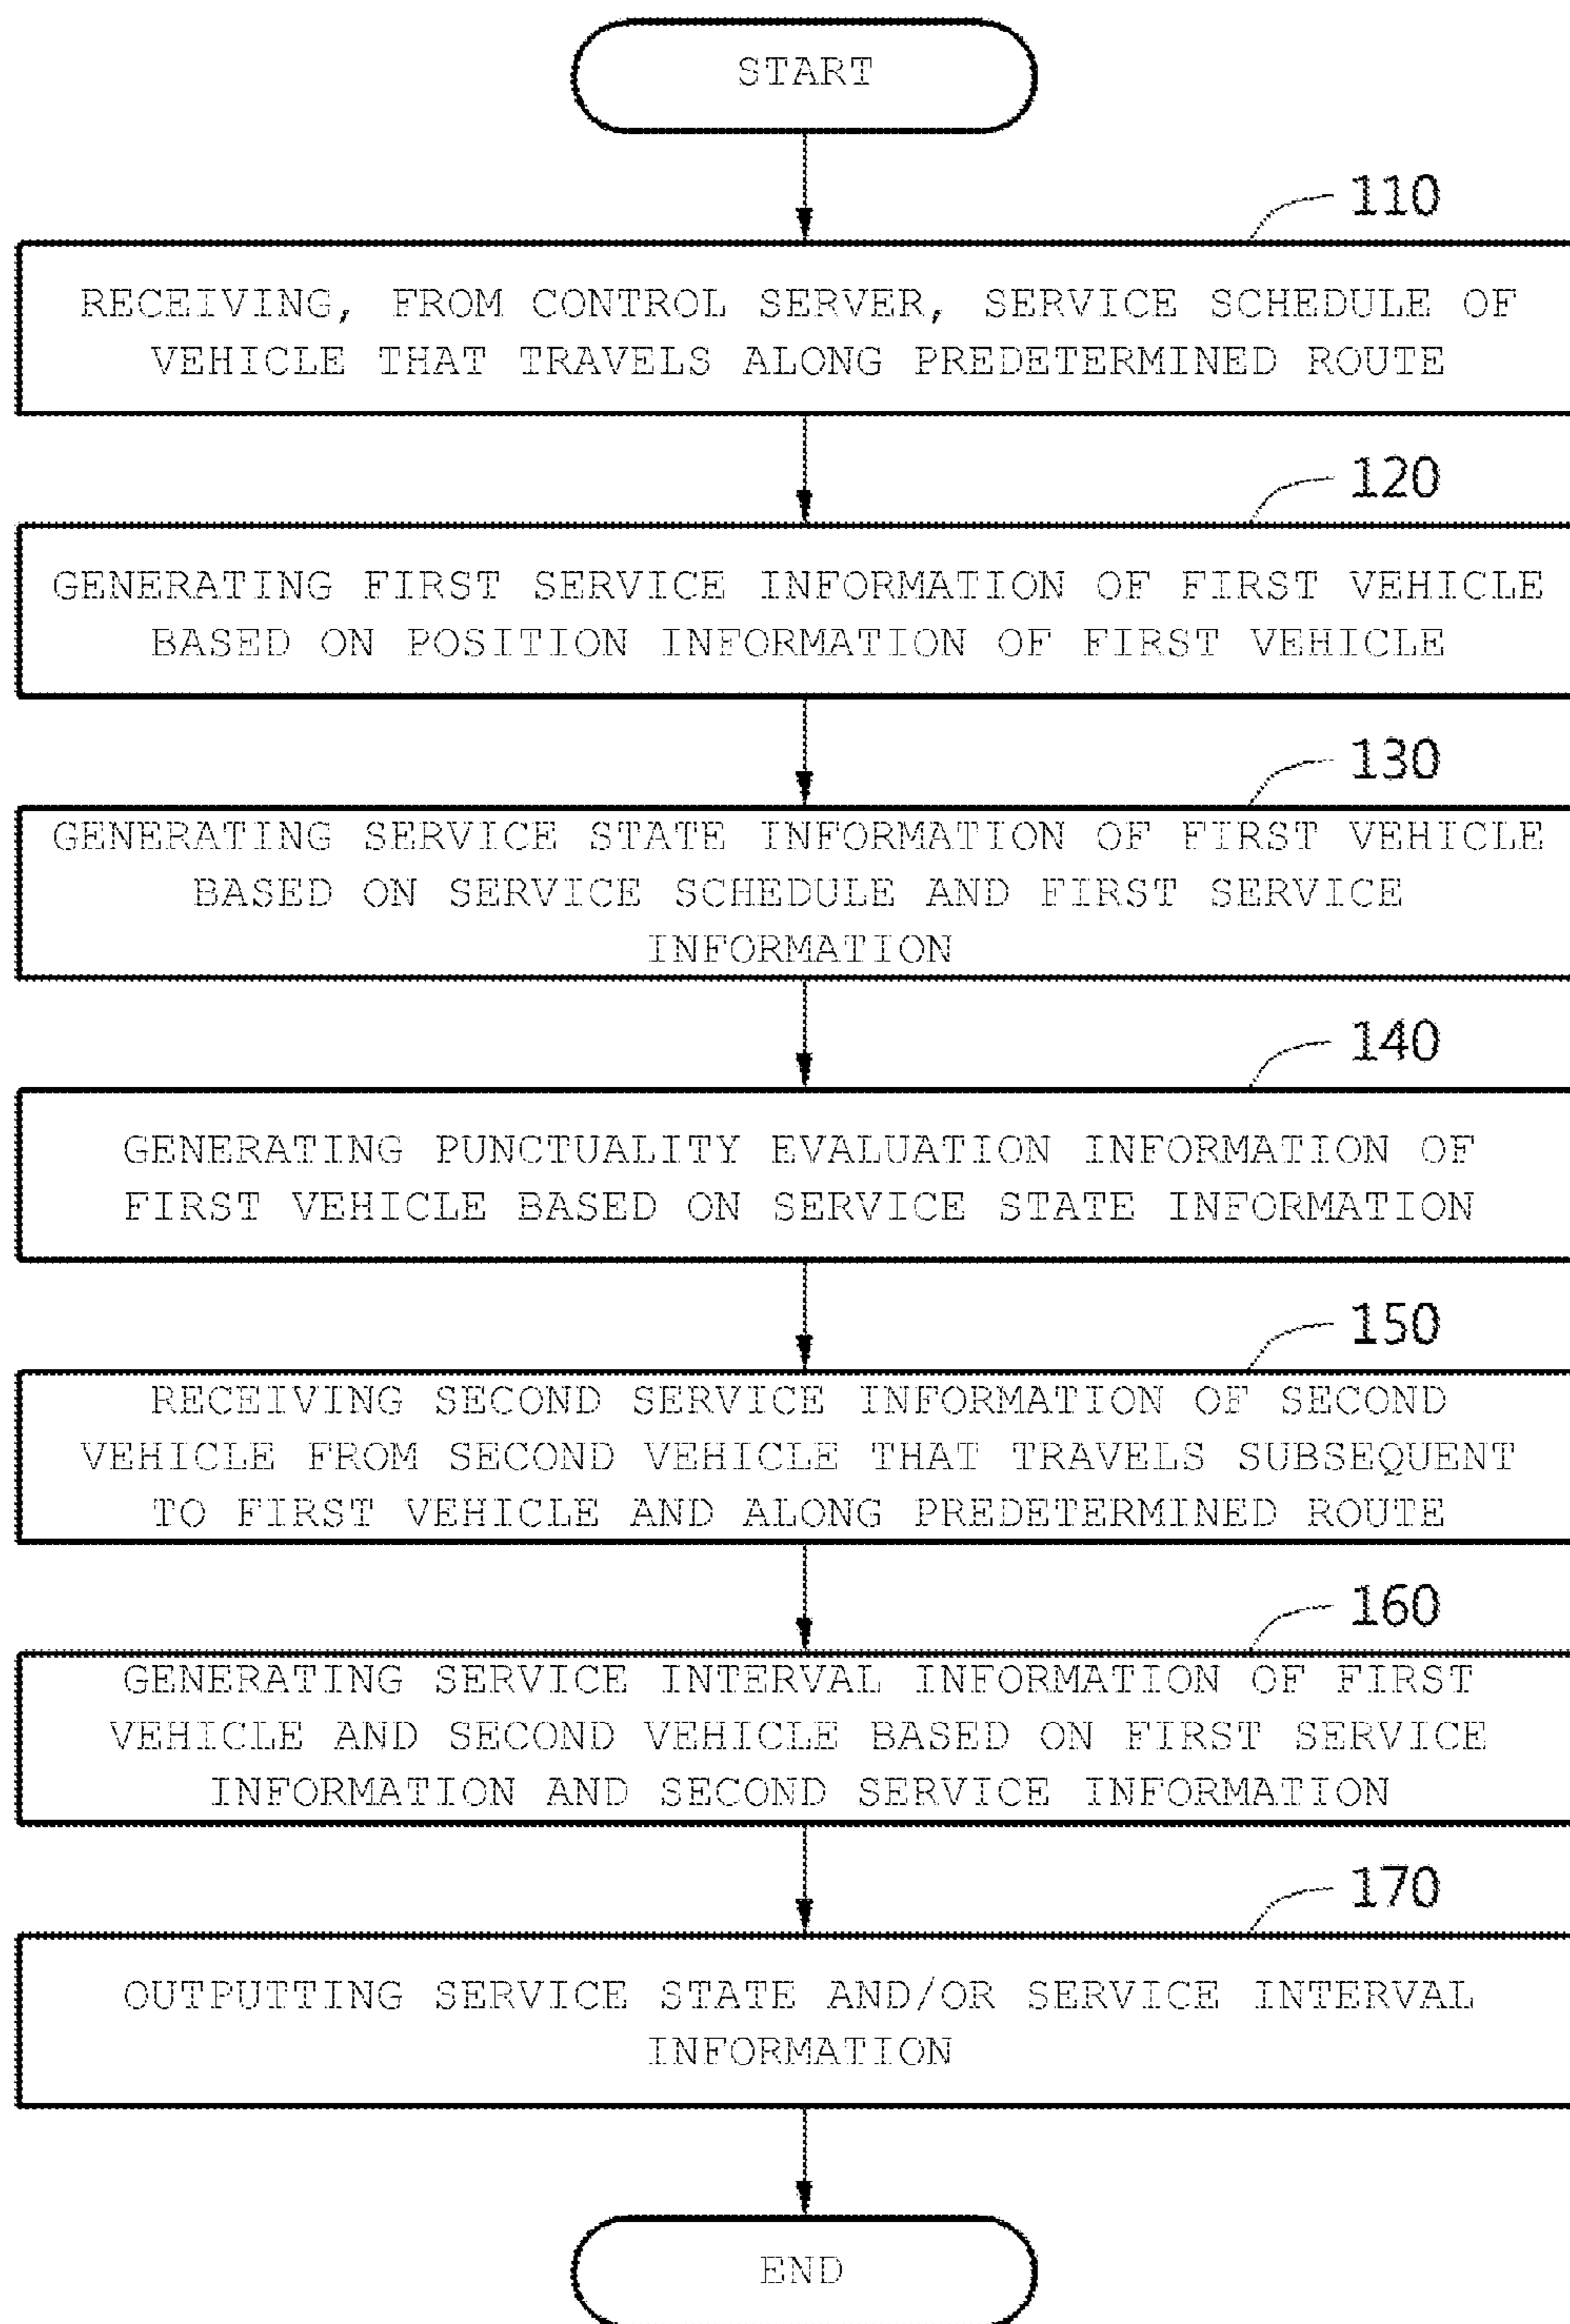 START
110
RECEIVING, FROM CONTROL SERVER, SERVICE SCHEDULE OF
VEHICLE THAT TRAVELS ALONG PREDETERMINED ROUTE
120
GENERATING FIRST SERVICE INFORMATION OF FIRST VEHICLE
BASED ON POSITION INFORMATION OF FIRST VEHICLE
130
GENERATING SERVICE STATE INFORMATION OF FIRST VEHICLE
BASED ON SERVICE SCHEDULE AND FIRST SERVICE
INFORMATION
140
GENERATING PUNCTUALITY EVALUATION INFORMATION OF
FIRST VEHICLE BASED ON SERVICE STATE INFORMATION
150
RECEIVING SECOND SERVICE INFORMATION OF SECOND
VEHICLE FROM SECOND VEHICLE THAT TRAVELS SUBSEQUENT
TO FIRST VEHICLE AND ALONG PREDETERMINED ROUTE
160
GENERATING SERVICE INTERVAL INFORMATION OF FIRST
VEHICLE AND SECOND VEHICLE BASED ON FIRST SERVICE
INFORMATION AND SECOND SERVICE INFORMATION
170
OUTPUTTING SERVICE STATE AND/OR SERVICE INTERVAL
INFORMATION
END